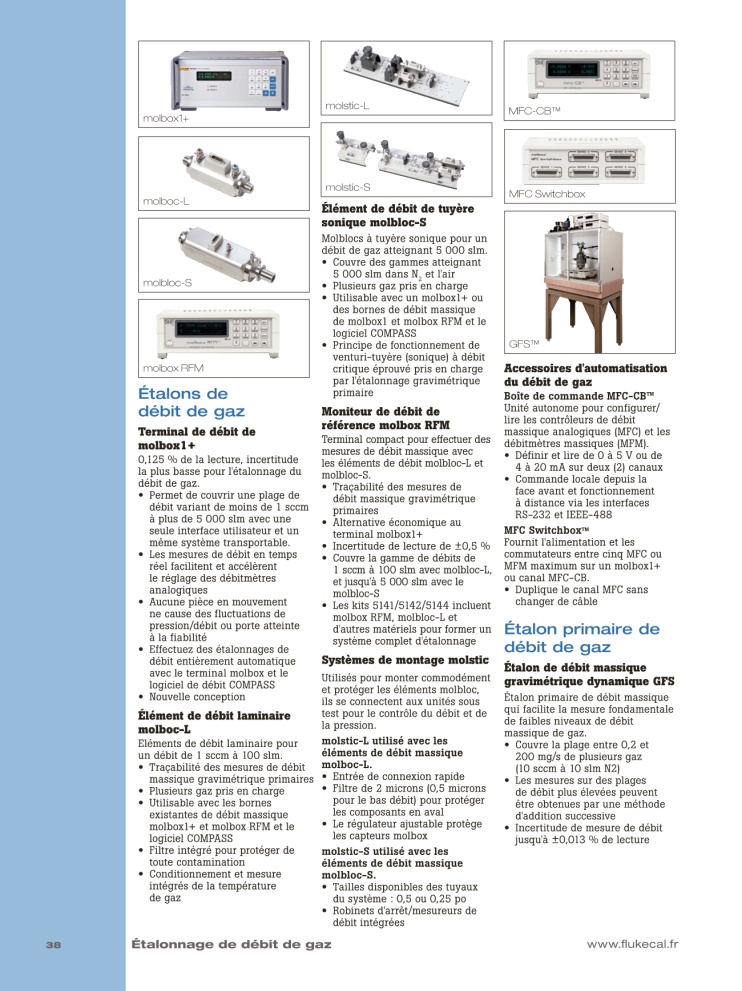 molbox1+
molboc-L
molbloc-S
molbox RFM
Étalons de
débit de gaz
Terminal de débit de
molbox1+
0,125 % de la lecture, incertitude
la plus basse pour l'étalonnage du
débit de gaz.
• Permet de couvrir une plage de
débit variant de moins de 1 sccm
à plus de 5 000 slm avec une
seule interface utilisateur et un
même système transportable.
• Les mesures de débit en temps
réel facilitent et accélèrent
le réglage des débitmètres
analogiques
• Aucune pièce en mouvement
ne cause des fluctuations de
pression/débit ou porte atteinte
à la fiabilité
• Effectuez des étalonnages de
débit entièrement automatique
avec le terminal molbox et le
logiciel de débit COMPASS
• Nouvelle conception
Élément de débit laminaire
molboc-L
Eléments de débit laminaire pour
un débit de 1 sccm à 100 slm.
• Traçabilité des mesures de débit
massique gravimétrique primaires
• Plusieurs gaz pris en charge
• Utilisable avec les bornes
existantes de débit massique
molbox1+ et molbox RFM et le
logiciel COMPASS
• Filtre intégré pour protéger de
toute contamination
• Conditionnement et mesure
intégrés de la température
de gaz
molstic-L
molstic-S
Élément de débit de tuyère
sonique molbloc-S
Molblocs à tuyère sonique pour un
débit de gaz atteignant 5 000 slm.
• Couvre des gammes atteignant
5 000 slm dans N2 et l'air
• Plusieurs gaz pris en charge
• Utilisable avec un molbox1+ ou
des bornes de débit massique
de molbox1 et molbox RFM et le
logiciel COMPASS
• Principe de fonctionnement de
venturi-tuyère (sonique) à débit
critique éprouvé pris en charge
par l'étalonnage gravimétrique
primaire
Moniteur de débit de
référence molbox RFM
Terminal compact pour effectuer des
mesures de débit massique avec
les éléments de débit molbloc-L et
molbloc-S.
• Traçabilité des mesures de
débit massique gravimétrique
primaires
• Alternative économique au
terminal molbox1+
• Incertitude de lecture de ±0,5 %
• Couvre la gamme de débits de
1 sccm à 100 slm avec molbloc-L,
et jusqu'à 5 000 slm avec le
molbloc-S
• Les kits 5141/5142/5144 incluent
molbox RFM, molbloc-L et
d'autres matériels pour former un
système complet d'étalonnage
Systèmes de montage molstic
Utilisés pour monter commodément
et protéger les éléments molbloc,
ils se connectent aux unités sous
test pour le contrôle du débit et de
la pression.
molstic-L utilisé avec les
éléments de débit massique
molboc-L.
• Entrée de connexion rapide
• Filtre de 2 microns (0,5 microns
pour le bas débit) pour protéger
les composants en aval
• Le régulateur ajustable protège
les capteurs molbox
molstic-S utilisé avec les
éléments de débit massique
molbloc-S.
• Tailles disponibles des tuyaux
du système : 0,5 ou 0,25 po
• Robinets d'arrêt/mesureurs de
débit intégrées
MFC-CB™
MFC Switchbox
GFS™
Accessoires d'automatisation
du débit de gaz
Boîte de commande MFC-CB™
Unité autonome pour configurer/
lire les contrôleurs de débit
massique analogiques (MFC) et les
débitmètres massiques (MFM).
• Définir et lire de 0 à 5 V ou de
4 à 20 mA sur deux (2) canaux
• Commande locale depuis la
face avant et fonctionnement
à distance via les interfaces
RS-232 et IEEE-488
MFC Switchbox™
Fournit l'alimentation et les
commutateurs entre cinq MFC ou
MFM maximum sur un molbox1+
ou canal MFC-CB.
• Duplique le canal MFC sans
changer de câble
Étalon primaire de
débit de gaz
Étalon de débit massique
gravimétrique dynamique GFS
Étalon primaire de débit massique
qui facilite la mesure fondamentale
de faibles niveaux de débit
massique de gaz.
• Couvre la plage entre 0,2 et
200 mg/s de plusieurs gaz
(10 sccm à 10 slm N2)
• Les mesures sur des plages
de débit plus élevées peuvent
être obtenues par une méthode
d'addition successive
• Incertitude de mesure de débit
jusqu'à ±0,013 % de lecture
38
Étalonnage de débit de gaz
www.flukecal.fr